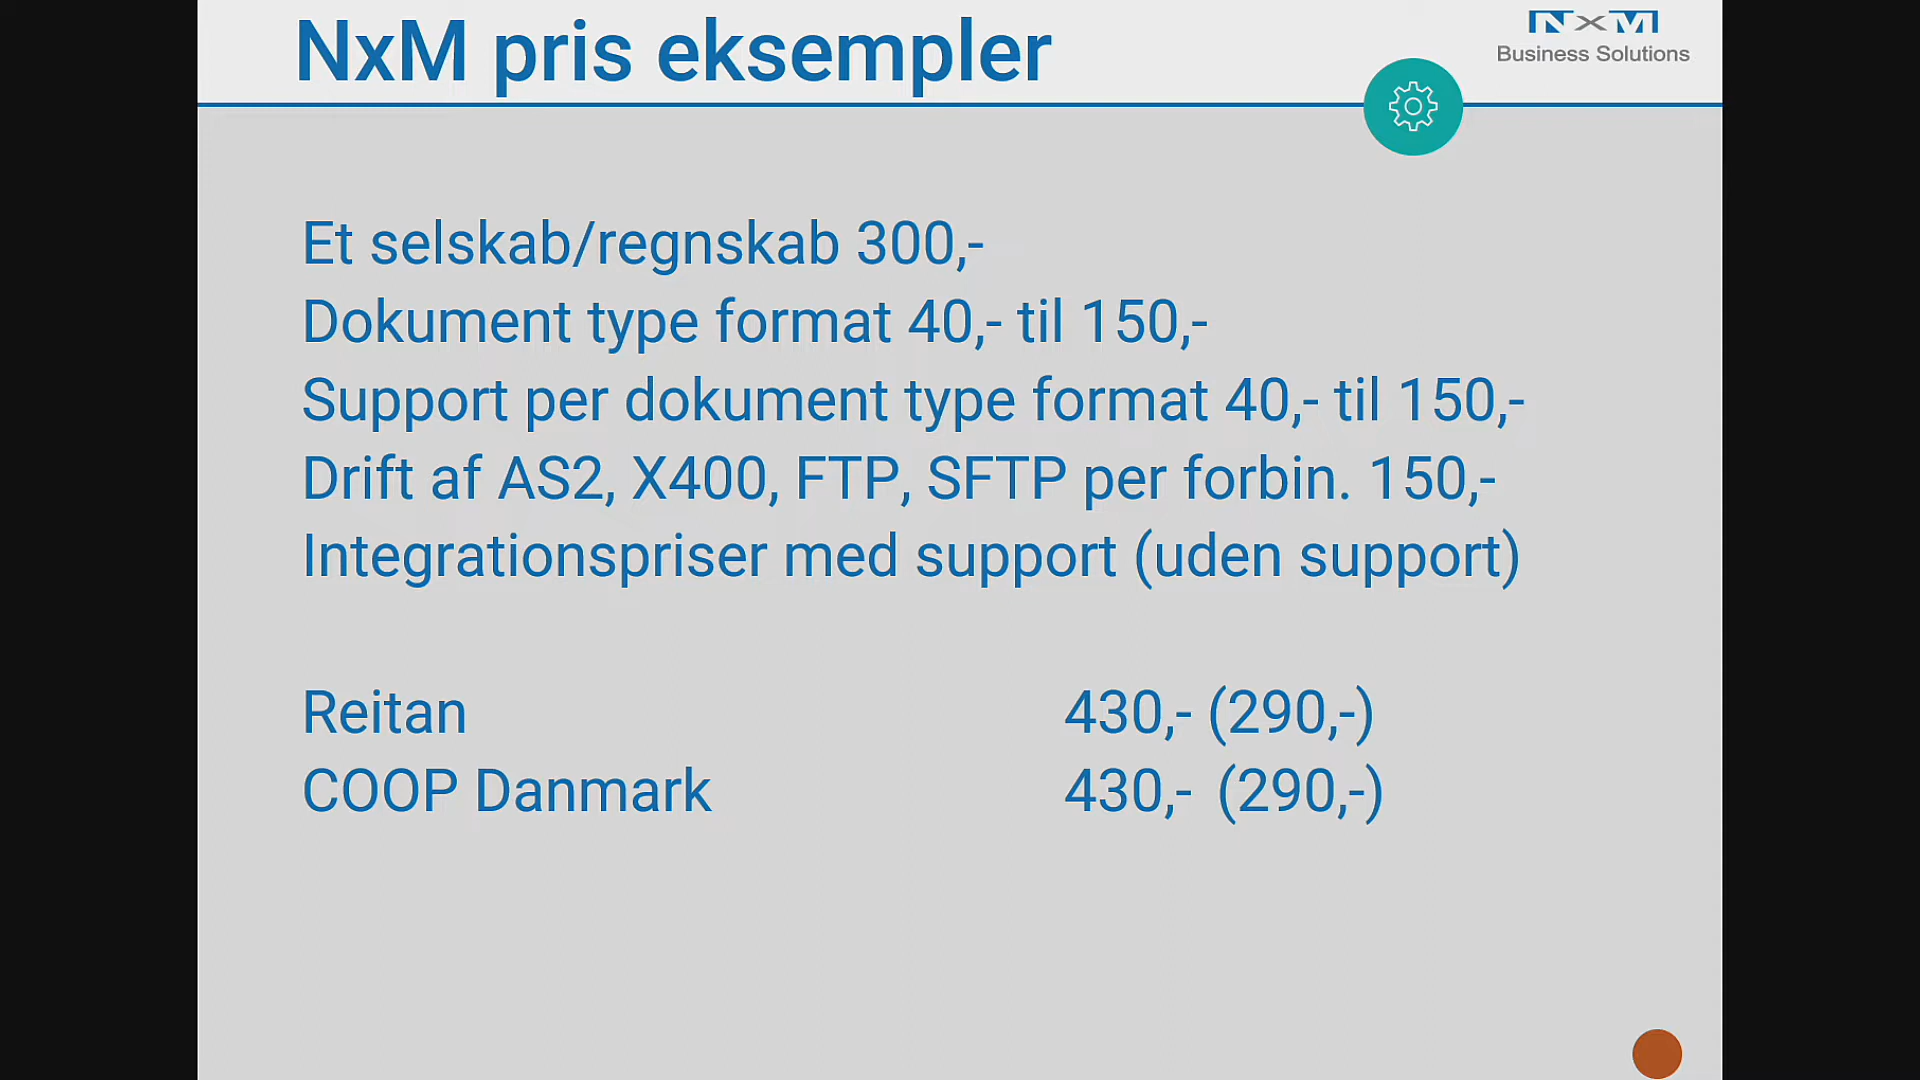 NxM pris eksempler
NxM
Business Solutions
Et selskab/regnskab 300,-
Dokument type format 40,- til 150,-
Support per dokument type format 40,- til 150,-
Drift af AS2, X400, FTP, SFTP per forbin. 150,-
Integrationspriser med support (uden support)
Reitan 430,- (290,-)
COOP Danmark 430,- (290,-)